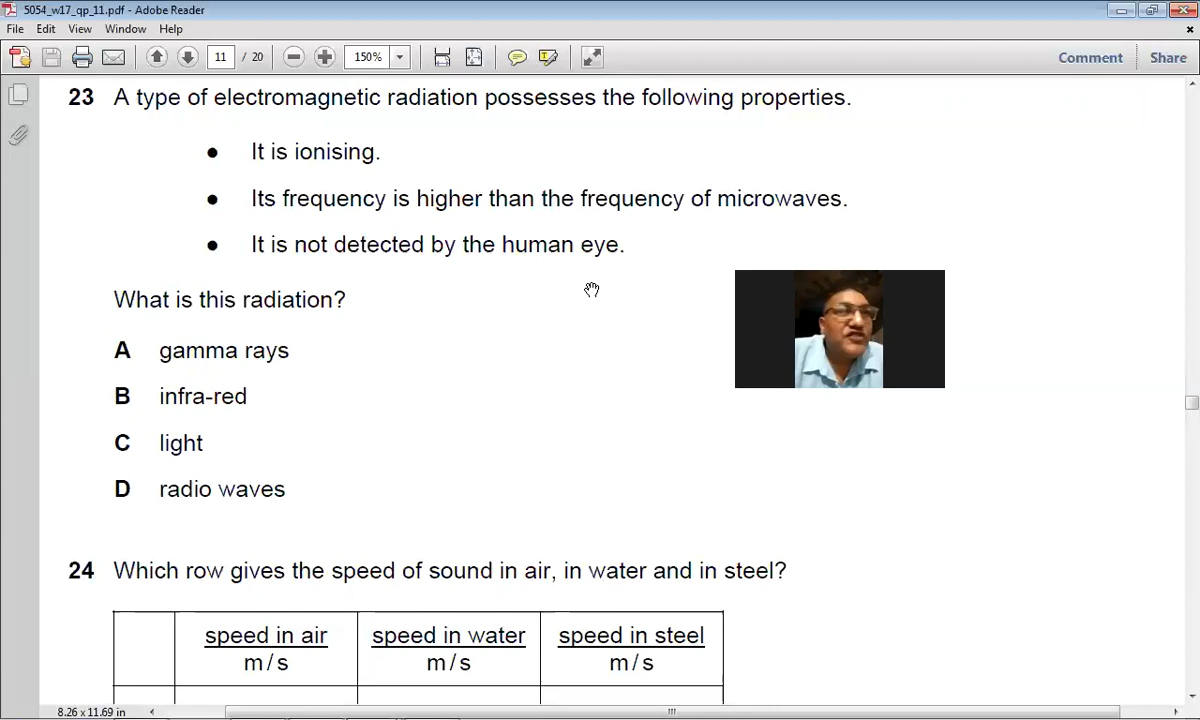 5054_w17_qp_11.pdf - Adobe Reader
File Edit View Window Help
11 / 20 150% Comment Share
23 A type of electromagnetic radiation possesses the following properties.
● It is ionising.
● Its frequency is higher than the frequency of microwaves.
● It is not detected by the human eye.
What is this radiation?
A gamma rays
B infra-red
C light
D radio waves
24 Which row gives the speed of sound in air, in water and in steel?
speed in air speed in water speed in steel
m / s m / s m / s
8.26 x 11.69 in